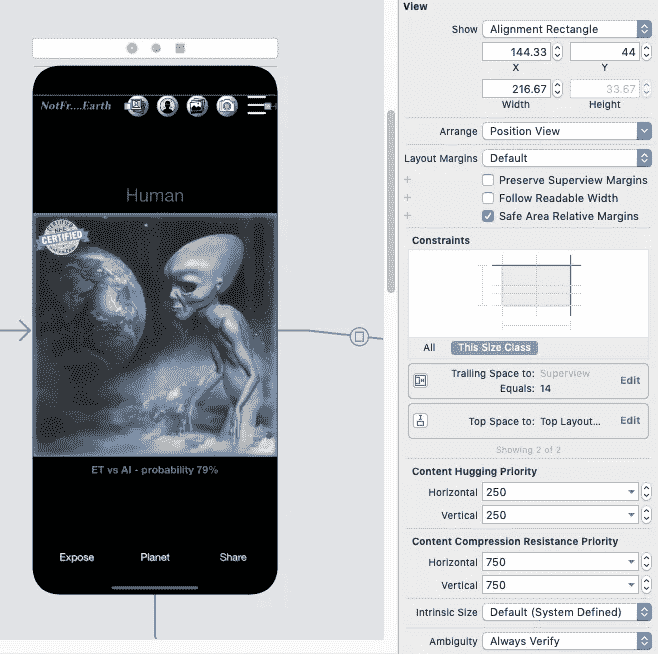 NotFr....Earth
Human
CERTIFIED
ET vs AI - probability 79%
Expose Planet Share
View
Show Alignment Rectangle
144.33 44
X Y
216.67 33.67
Width Height
Arrange Position View
Layout Margins Default
Preserve Superview Margins
Follow Readable Width
Safe Area Relative Margins
Constraints
All This Size Class
Trailing Space to: Superview
Equals: 14
Edit
Top Space to: Top Layout...
Edit
Showing 2 of 2
Content Hugging Priority
Horizontal 250
Vertical 250
Content Compression Resistance Priority
Horizontal 750
Vertical 750
Intrinsic Size Default (System Defined)
Ambiguity Always Verify